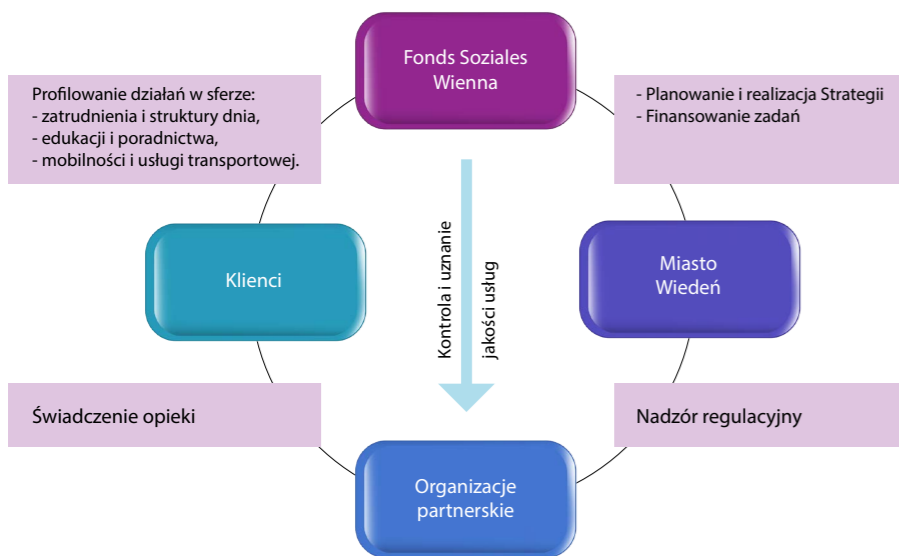 Fonds Soziales
Wienna
Profilowanie działań w sferze:
- zatrudnienia i struktury dnia,
- edukacji i poradnictwa,
- mobilności i usługi transportowej.
- Planowanie i realizacja Strategii
- Finansowanie zadań
Klienci
Kontrola i uznanie
jakości usług
Miasto
Wiedeń
Świadczenie opieki
Nadzór regulacyjny
Organizacje
partnerskie